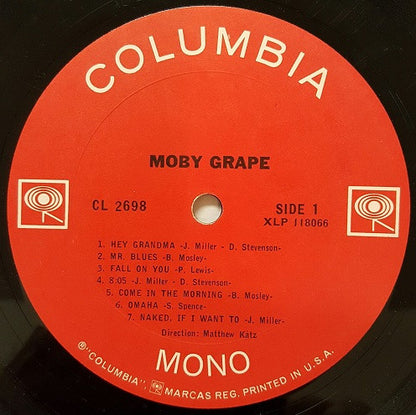 COLUMBIA
MOBY GRAPE
CL 2698
SIDE 1
XLP 118066
1. HEY GRANDMA -J. Miller - D. Stevenson-
2. MR. BLUES -B. Mosley-
3. FALL ON YOU -P. Lewis-
4. 8:05 -J. Miller - D. Stevenson-
5. COME IN THE MORNING -B. Mosley-
6. OMAHA -S. Spence-
7. NAKED, IF I WANT TO -J. Miller-
Direction: Matthew Katz
MONO
®"COLUMBIA", MARCAS REG. PRINTED IN U.S.A.